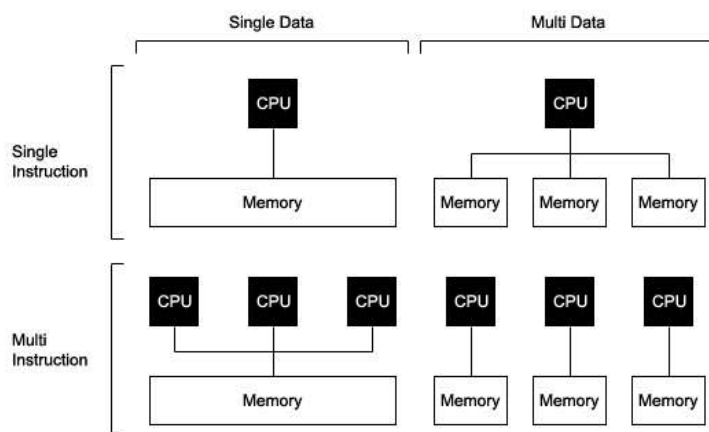 Single Data
Multi Data
CPU
CPU
Single
Instruction
Memory
Memory
Memory
Memory
CPU
CPU
CPU
CPU
CPU
CPU
Multi
Instruction
Memory
Memory
Memory
Memory